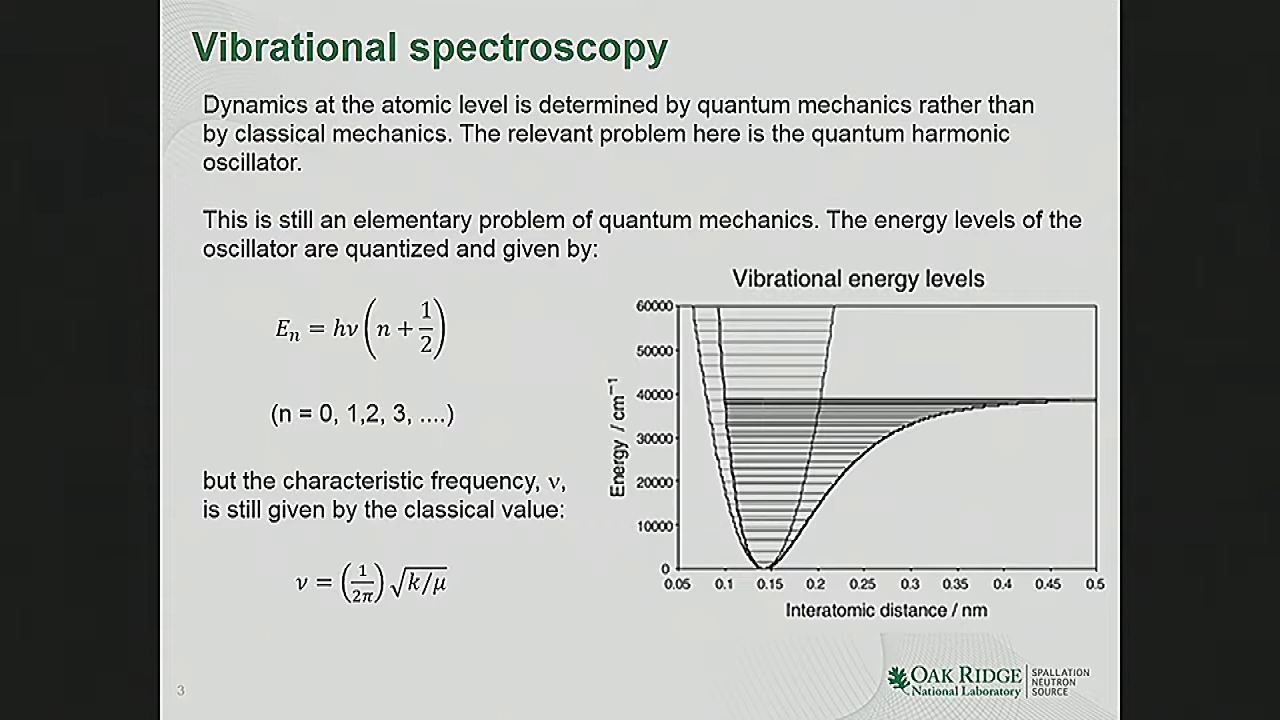 Vibrational spectroscopy
Dynamics at the atomic level is determined by quantum mechanics rather than
by classical mechanics. The relevant problem here is the quantum harmonic
oscillator.
This is still an elementary problem of quantum mechanics. The energy levels of the
oscillator are quantized and given by:
E_n = hν(n + 1/2)
(n = 0, 1,2, 3, ....)
but the characteristic frequency, ν,
is still given by the classical value:
ν = (1/2π) √k/μ
Vibrational energy levels
60000
50000
40000
30000
20000
10000
0
Energy / cm⁻¹
0.05 0.1 0.15 0.2 0.25 0.3 0.35 0.4 0.45 0.5
Interatomic distance / nm
3
OAK RIDGE
National Laboratory
SPALLATION
NEUTRON
SOURCE